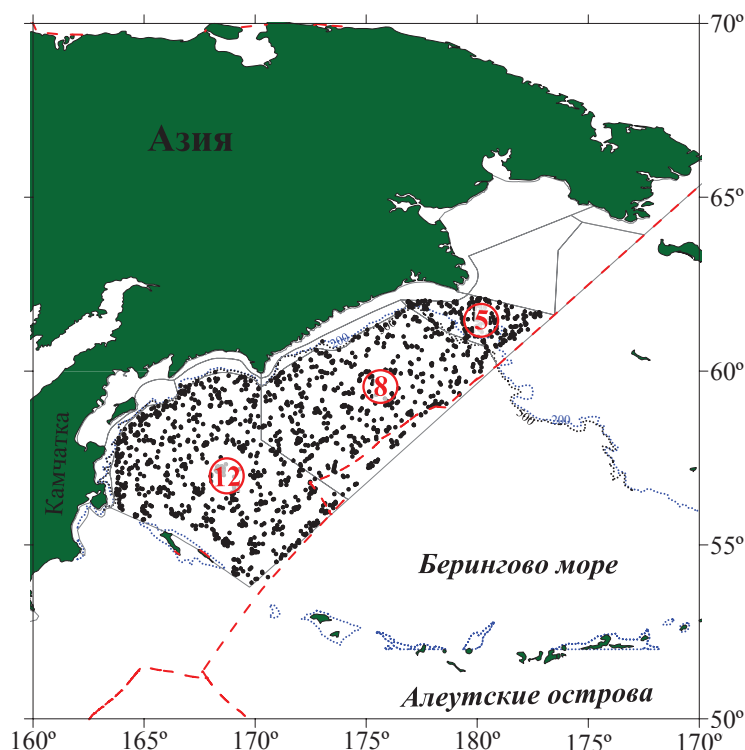 70º
Азия
65º
5
200
60º
8
500
200
Камчатка
12
55º
Берингово море
Алеутские острова
50º
160º 165º 170º 175º 180º 175º 170º